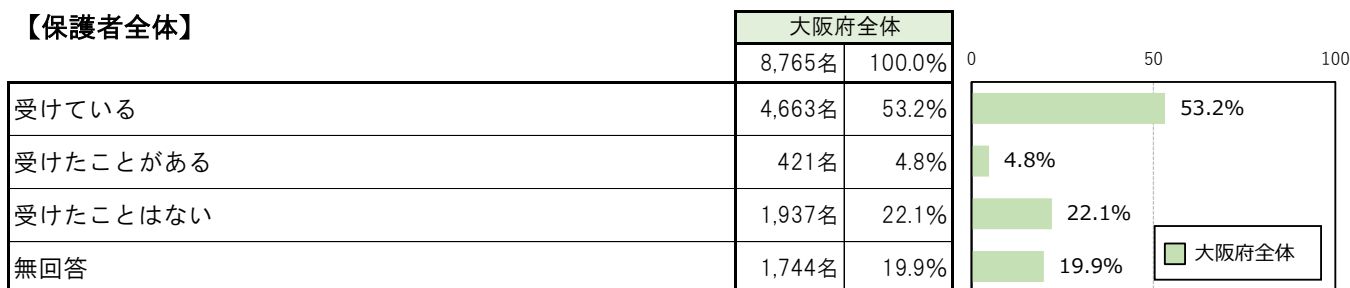 【保護者全体】
大阪府全体
8,765名 100.0%
0 50 100
受けている 4,663名 53.2% 53.2%
受けたことがある 421名 4.8% 4.8%
受けたことはない 1,937名 22.1% 22.1%
無回答 1,744名 19.9% 19.9%
大阪府全体